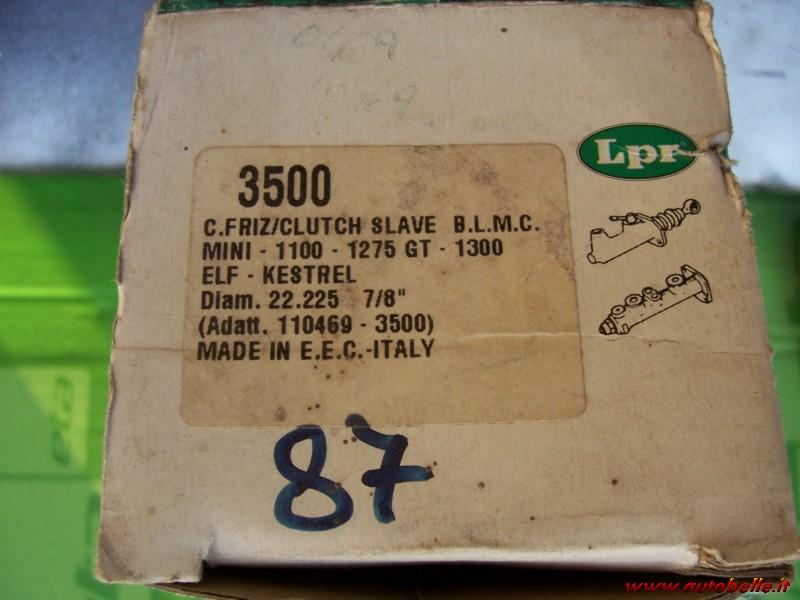 0469
Lpr
3500
C.FRIZ/CLUTCH SLAVE B.L.M.C.
MINI - 1100 - 1275 GT - 1300
ELF - KESTREL
Diam. 22.225 7/8"
(Adatt. 110469 - 3500)
MADE IN E.E.C.-ITALY
87
www.autobelle.it